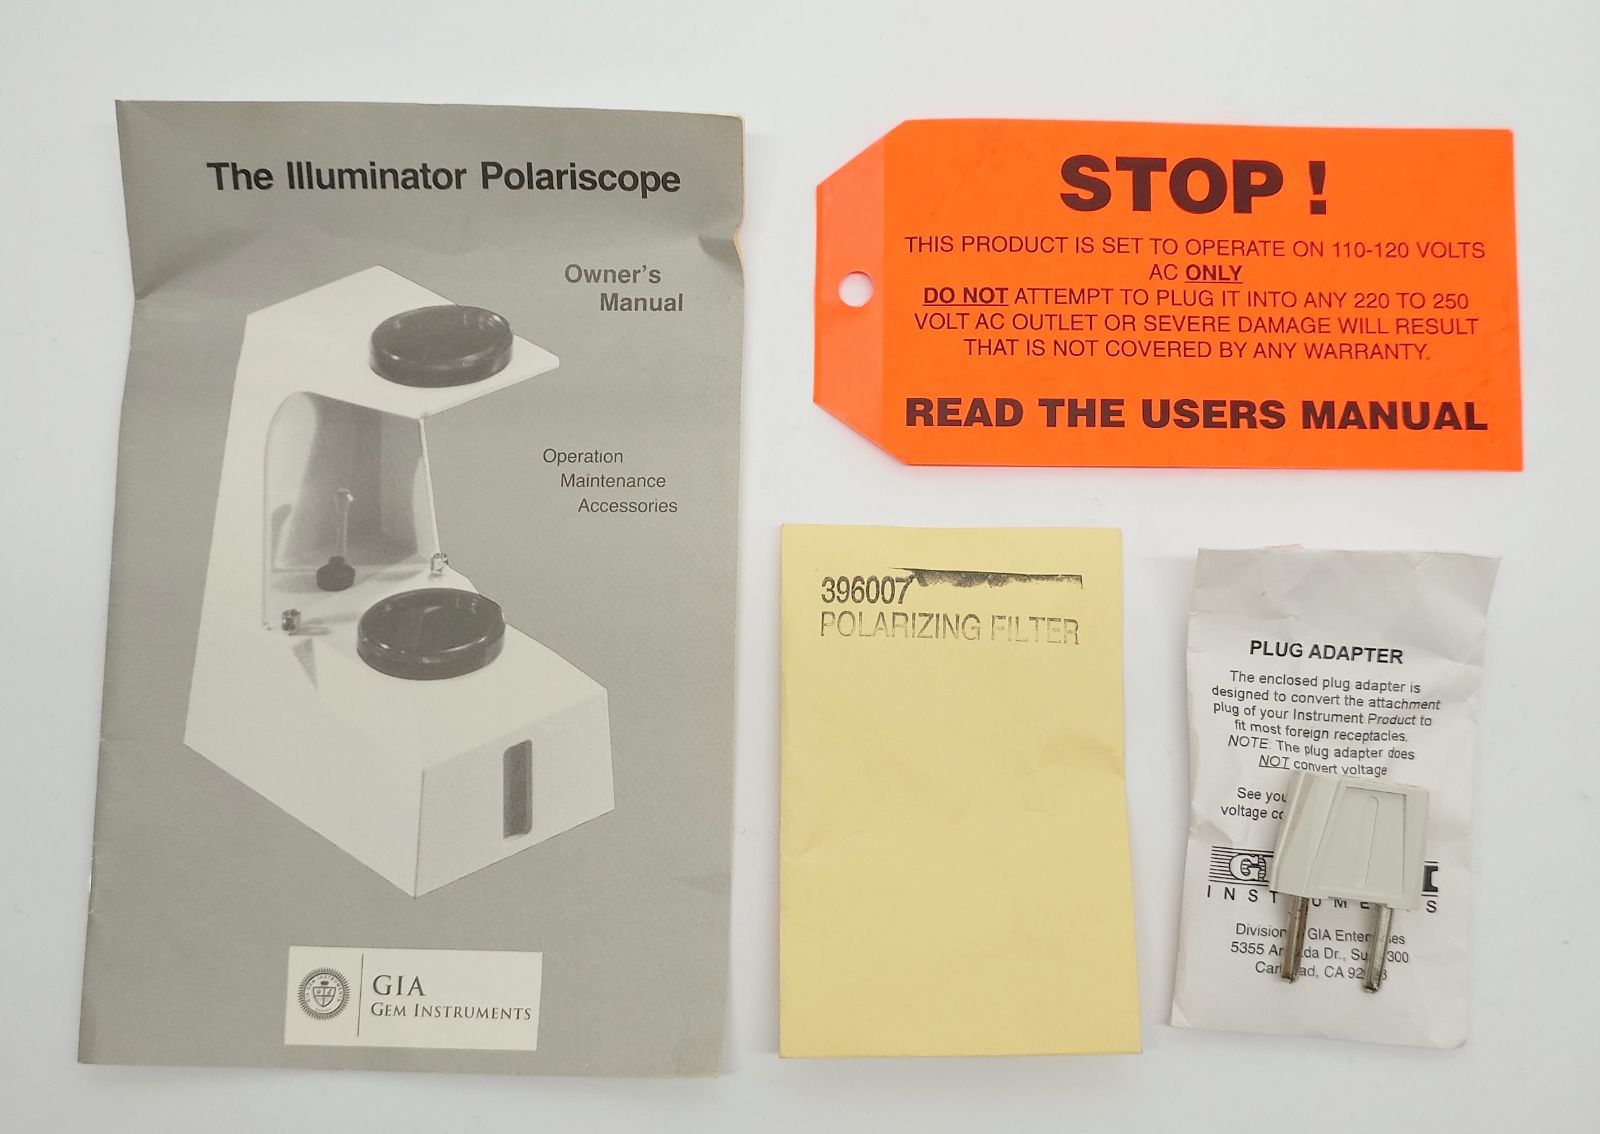 The Illuminator Polariscope
Owner's
Manual
Operation
Maintenance
Accessories
GIA
GEM INSTRUMENTS
STOP !
THIS PRODUCT IS SET TO OPERATE ON 110-120 VOLTS
AC ONLY
DO NOT ATTEMPT TO PLUG IT INTO ANY 220 TO 250
VOLT AC OUTLET OR SEVERE DAMAGE WILL RESULT
THAT IS NOT COVERED BY ANY WARRANTY.
READ THE USERS MANUAL
396007
POLARIZING FILTER
PLUG ADAPTER
The enclosed plug adapter is
designed to convert the attachment
plug of your Instrument Product to
fit most foreign receptacles.
NOTE: The plug adapter does
NOT convert voltage
See
voltage
GIA Enterprises
5355 Dr., 300
CA